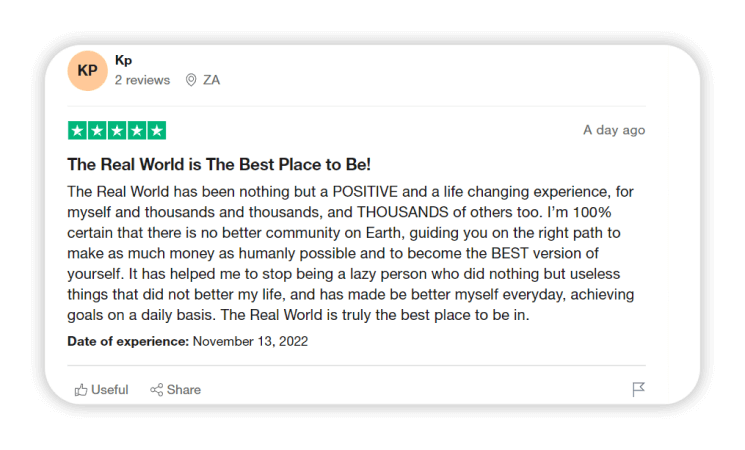 KP
Kp
2 reviews ZA
A day ago
The Real World is The Best Place to Be!
The Real World has been nothing but a POSITIVE and a life changing experience, for
myself and thousands and thousands, and THOUSANDS of others too. I'm 100%
certain that there is no better community on Earth, guiding you on the right path to
make as much money as humanly possible and to become the BEST version of
yourself. It has helped me to stop being a lazy person who did nothing but useless
things that did not better my life, and has made be better myself everyday, achieving
goals on a daily basis. The Real World is truly the best place to be in.
Date of experience: November 13, 2022
Useful Share